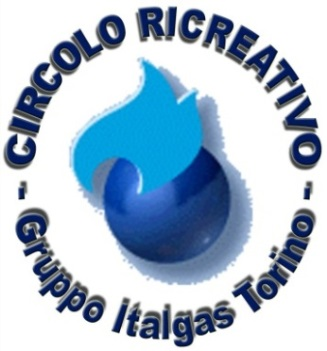 CIRCOLO RICREATIVO
- Gruppo italgas Torino -